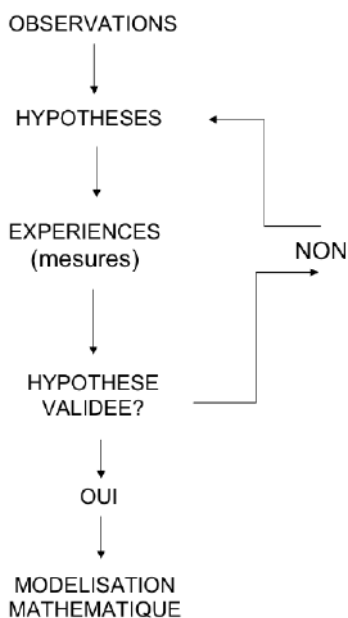 OBSERVATIONS
HYPOTHESES
EXPERIENCES
(mesures)
NON
HYPOTHESE
VALIDEE?
OUI
MODELISATION
MATHEMATIQUE